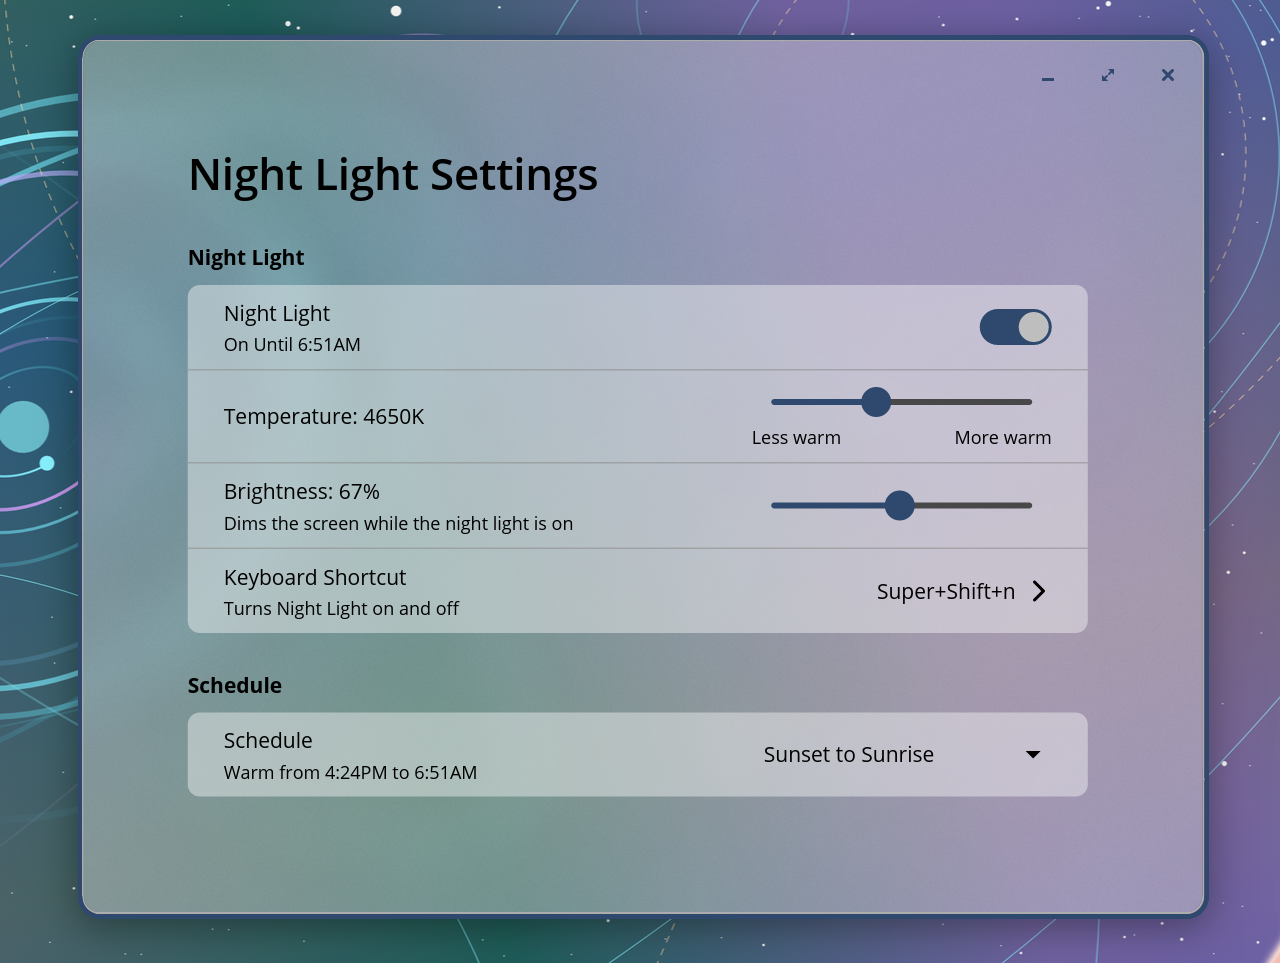 Night Light Settings
Night Light
Night Light
On Until 6:51AM
Temperature: 4650K
Less warm
More warm
Brightness: 67%
Dims the screen while the night light is on
Keyboard Shortcut
Turns Night Light on and off
Super+Shift+n
Schedule
Schedule
Warm from 4:24PM to 6:51AM
Sunset to Sunrise